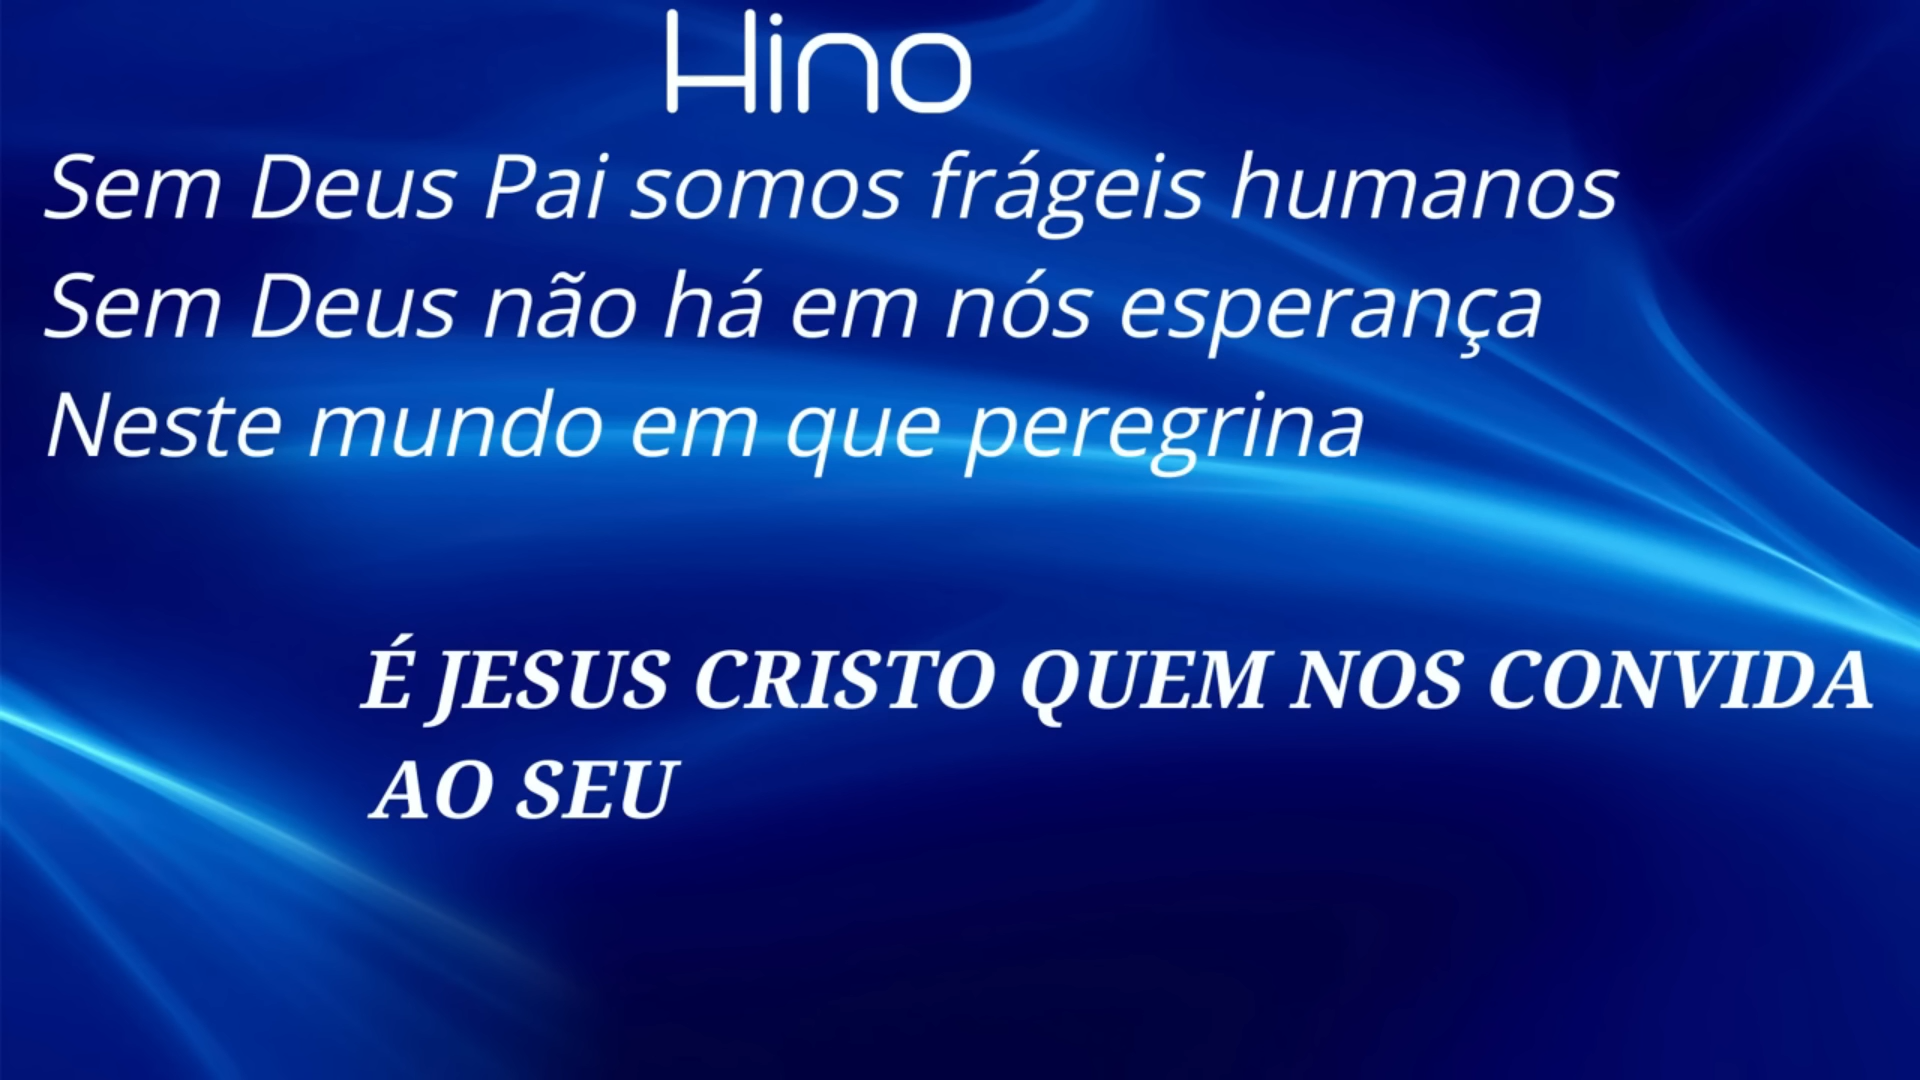 Hino
Sem Deus Pai somos frágeis humanos
Sem Deus não há em nós esperança
Neste mundo em que peregrina
É JESUS CRISTO QUEM NOS CONVIDA
AO SEU